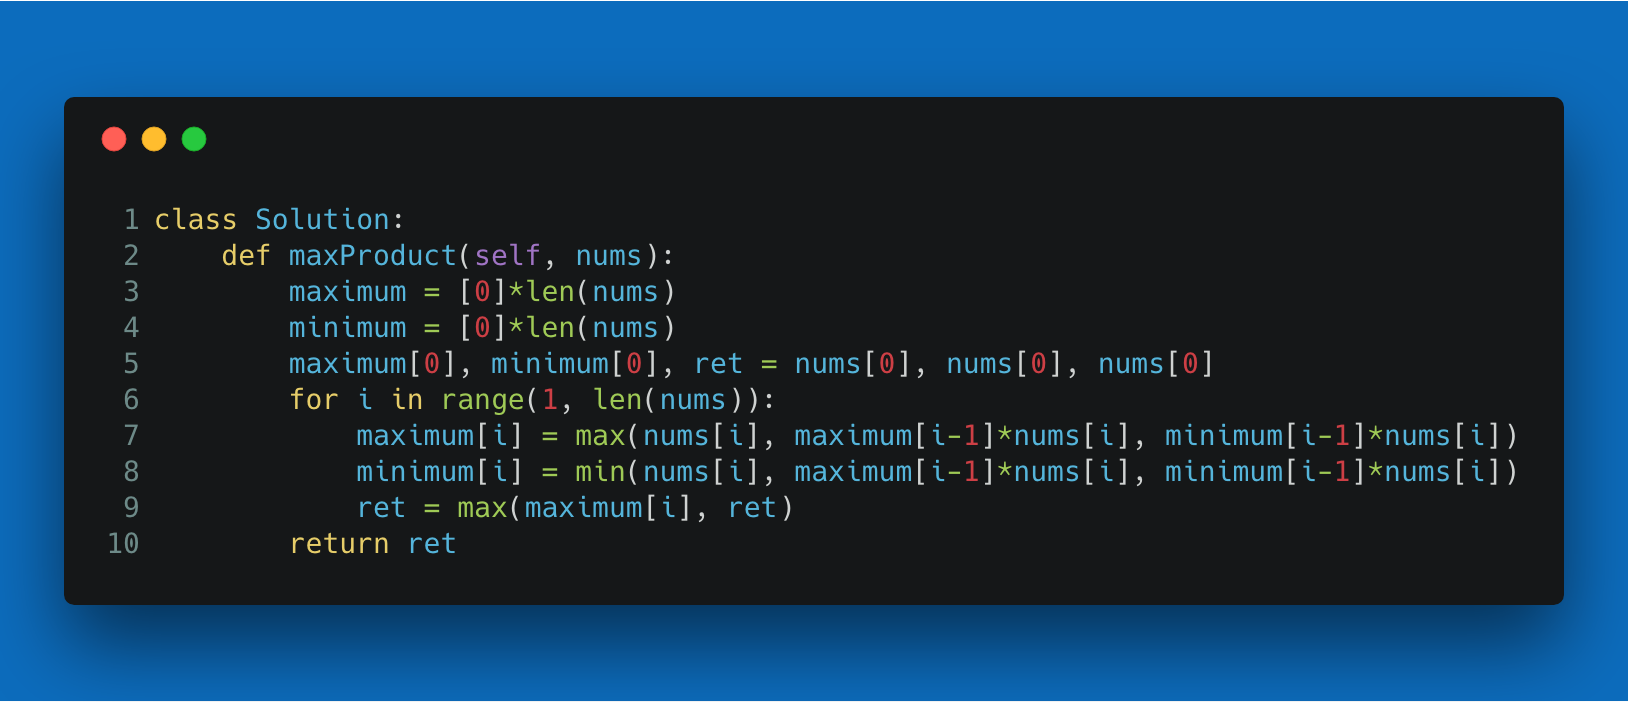 1 class Solution:
2     def maxProduct(self, nums):
3         maximum = [0]*len(nums)
4         minimum = [0]*len(nums)
5         maximum[0], minimum[0], ret = nums[0], nums[0], nums[0]
6         for i in range(1, len(nums)):
7             maximum[i] = max(nums[i], maximum[i-1]*nums[i], minimum[i-1]*nums[i])
8             minimum[i] = min(nums[i], maximum[i-1]*nums[i], minimum[i-1]*nums[i])
9             ret = max(maximum[i], ret)
10         return ret